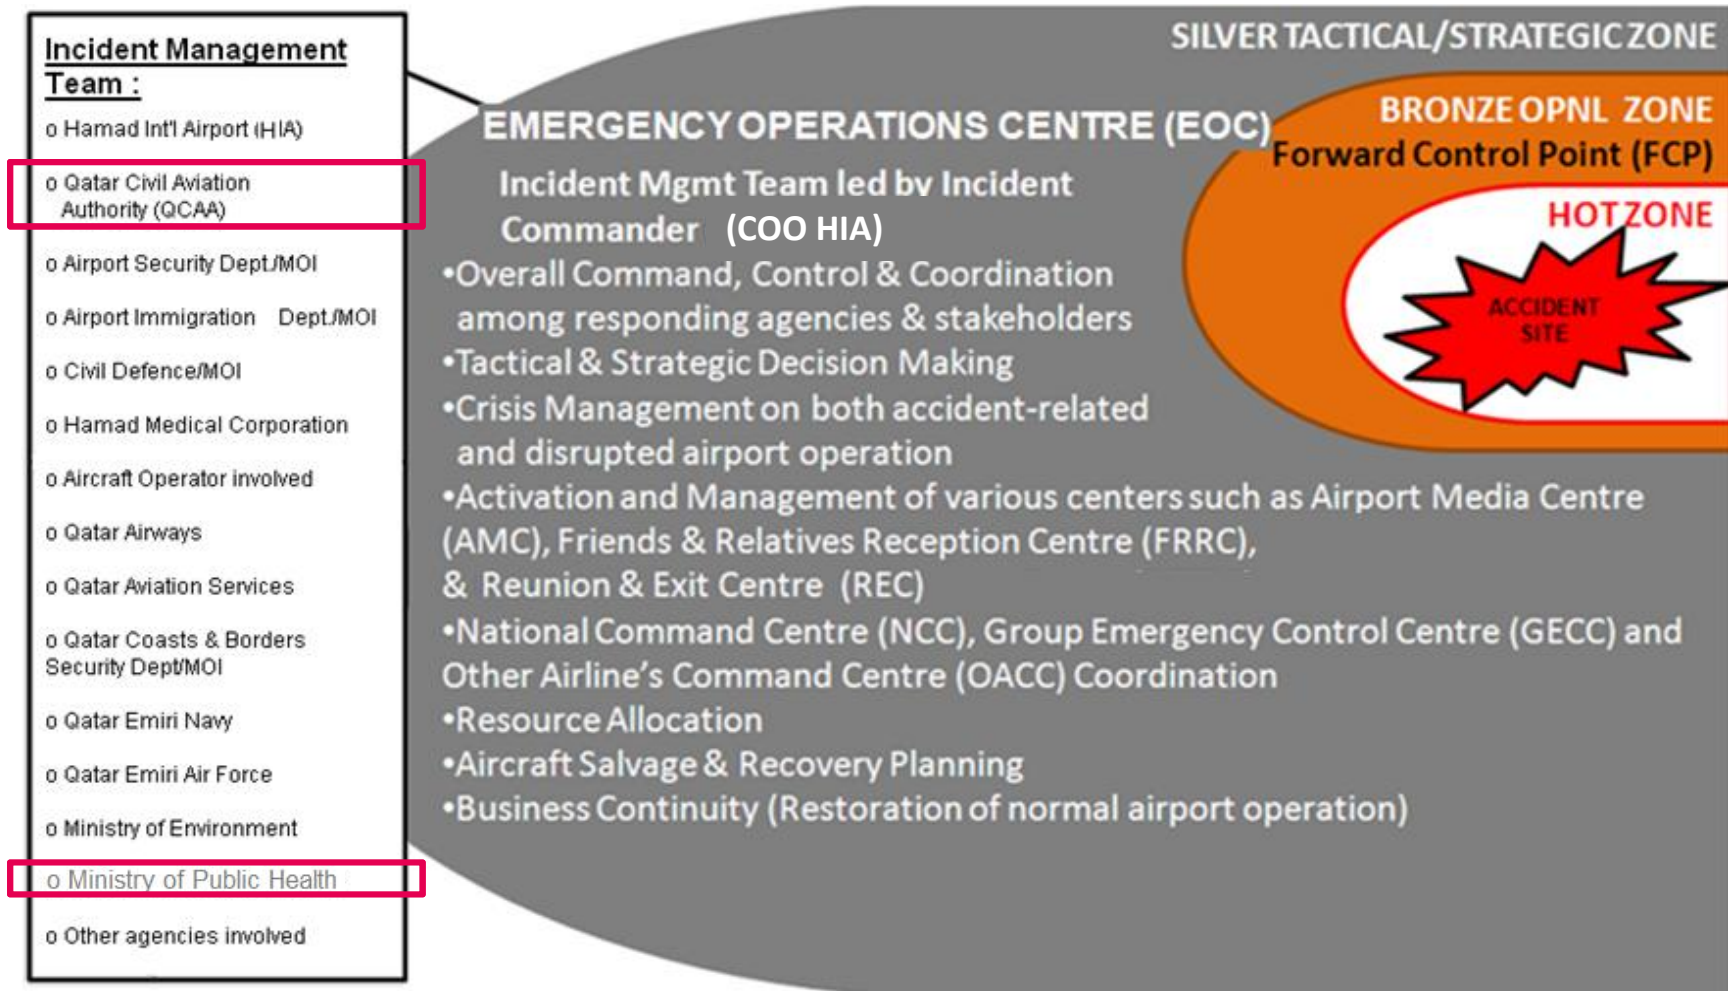 Incident Management
Team :
o Hamad Int'l Airport (HIA)
o Qatar Civil Aviation
Authority (QCAA)
o Airport Security Dept./MOI
o Airport Immigration Dept./MOI
o Civil Defence/MOI
o Hamad Medical Corporation
o Aircraft Operator involved
o Qatar Airways
o Qatar Aviation Services
o Qatar Coasts & Borders
Security Dept/MOI
o Qatar Emiri Navy
o Qatar Emiri Air Force
o Ministry of Environment
o Ministry of Public Health
o Other agencies involved
SILVER TACTICAL/STRATEGIC ZONE
BRONZE OPNL ZONE
Forward Control Point (FCP)
HOT ZONE
ACCIDENT
SITE
EMERGENCY OPERATIONS CENTRE (EOC)
Incident Mgmt Team led by Incident
Commander (COO HIA)
•Overall Command, Control & Coordination
among responding agencies & stakeholders
•Tactical & Strategic Decision Making
•Crisis Management on both accident-related
and disrupted airport operation
•Activation and Management of various centers such as Airport Media Centre
(AMC), Friends & Relatives Reception Centre (FRRC),
& Reunion & Exit Centre (REC)
•National Command Centre (NCC), Group Emergency Control Centre (GECC) and
Other Airline's Command Centre (OACC) Coordination
•Resource Allocation
•Aircraft Salvage & Recovery Planning
•Business Continuity (Restoration of normal airport operation)